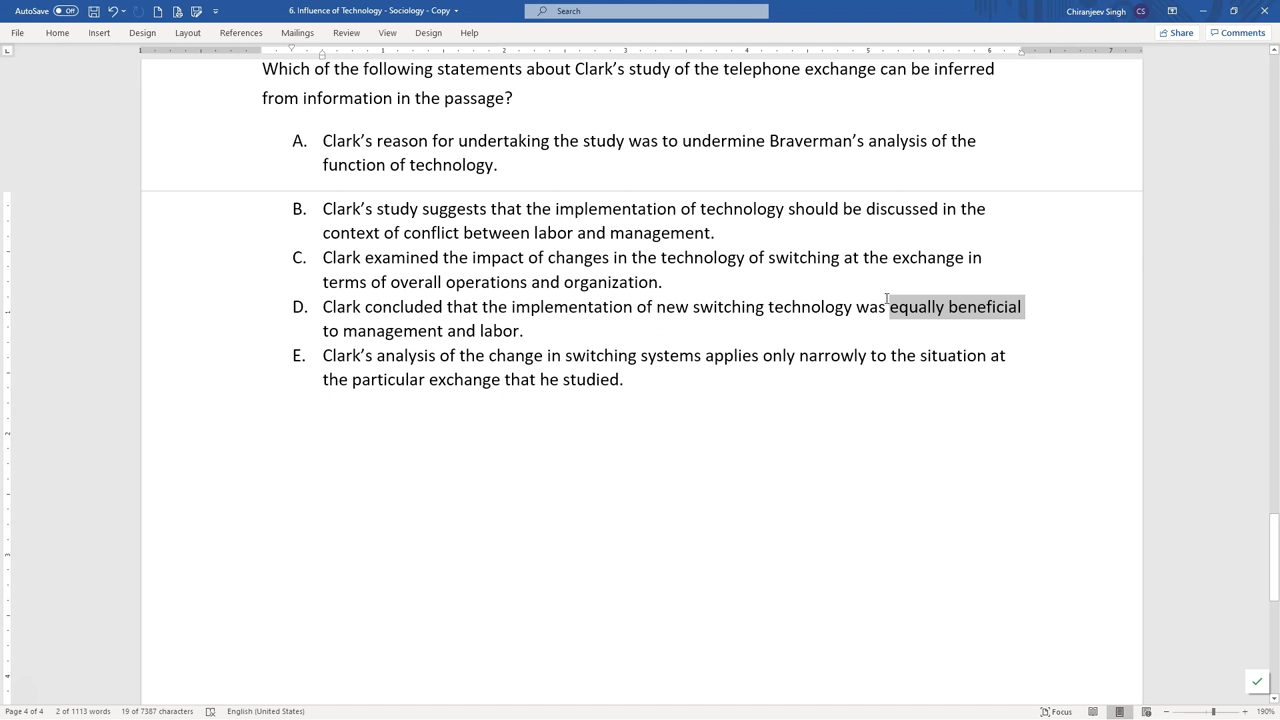 AutoSave Off 6. Influence of Technology - Sociology - Copy Search Chiranjeev Singh CS
File Home Insert Design Layout References Mailings Review View Design Help Share Comments
1 1 2 3 4 5 6 7
Which of the following statements about Clark’s study of the telephone exchange can be inferred
from information in the passage?
A. Clark’s reason for undertaking the study was to undermine Braverman’s analysis of the
function of technology.
B. Clark’s study suggests that the implementation of technology should be discussed in the
context of conflict between labor and management.
C. Clark examined the impact of changes in the technology of switching at the exchange in
terms of overall operations and organization.
D. Clark concluded that the implementation of new switching technology was equally beneficial
to management and labor.
E. Clark’s analysis of the change in switching systems applies only narrowly to the situation at
the particular exchange that he studied.
Page 4 of 4 2 of 1113 words 19 of 7387 characters English (United States) Focus 190%